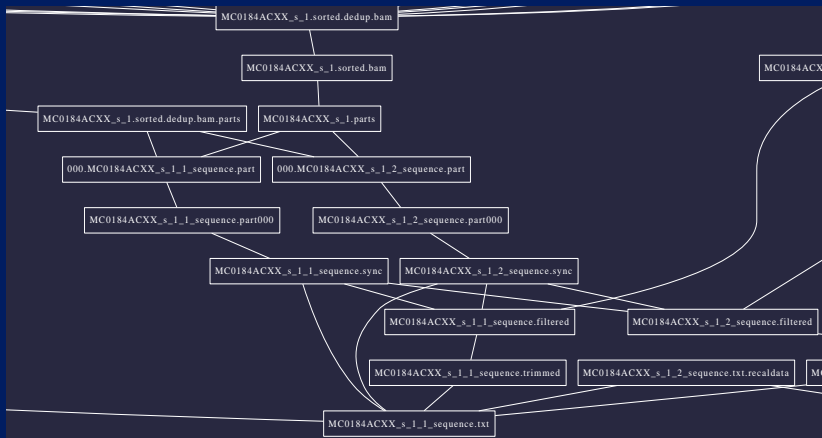 MC0184ACXX_s_1.sorted.dedup.bam
MC0184ACXX_s_1.sorted.bam
MC0184ACXX_s_1.sorted.dedup.bam.parts
MC0184ACXX_s_1.parts
000.MC0184ACXX_s_1_1_sequence.part
000.MC0184ACXX_s_1_2_sequence.part
MC0184ACXX_s_1_1_sequence.part000
MC0184ACXX_s_1_2_sequence.part000
MC0184ACXX_s_1_1_sequence.sync
MC0184ACXX_s_1_2_sequence.sync
MC0184ACXX_s_1_1_sequence.filtered
MC0184ACXX_s_1_2_sequence.filtered
MC0184ACXX_s_1_1_sequence.trimmed
MC0184ACXX_s_1_2_sequence.txt.recaldata
MC0184ACXX_s_1_1_sequence.txt